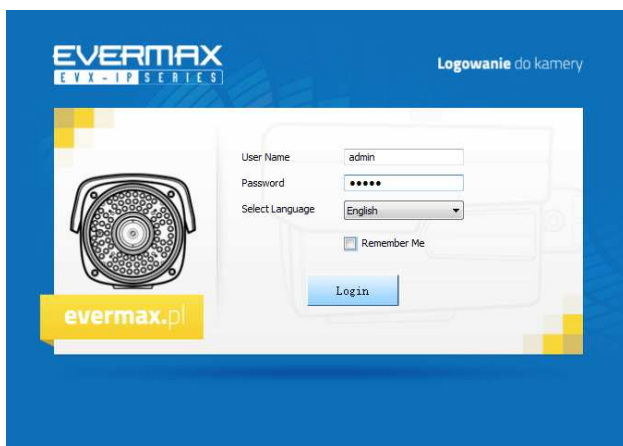 EVERMAX
EVX-IP SERIES
Logowanie do kamery
User Name admin
Password •••••
Select Language English
Remember Me
Login
evermax.pl